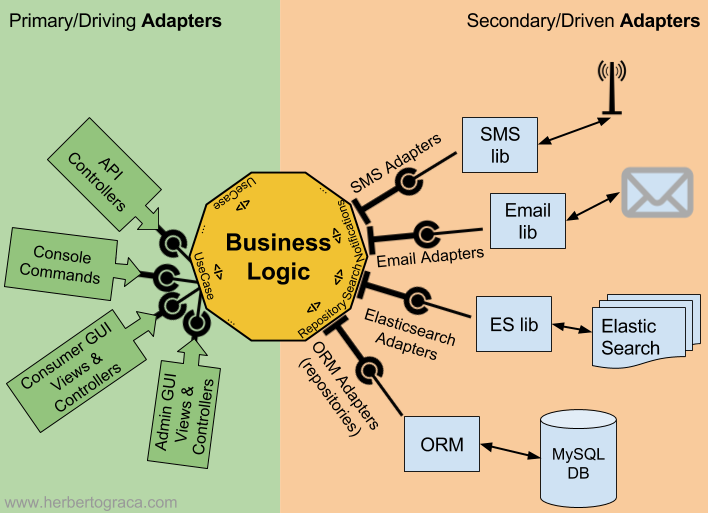 Primary/Driving Adapters
Secondary/Driven Adapters
API
Controllers
Console
Commands
Consumer GUI
Views &
Controllers
Admin GUI
Views &
Controllers
Business
Logic
UseCase
</>
...
...
UseCase
</>
...
...
Notifications
</>
Search
</>
Repository
</>
SMS Adapters
Email Adapters
Elasticsearch
Adapters
ORM Adapters
(repositories)
SMS
lib
Email
lib
ES lib
Elastic
Search
ORM
MySQL
DB
www.herbertograca.com